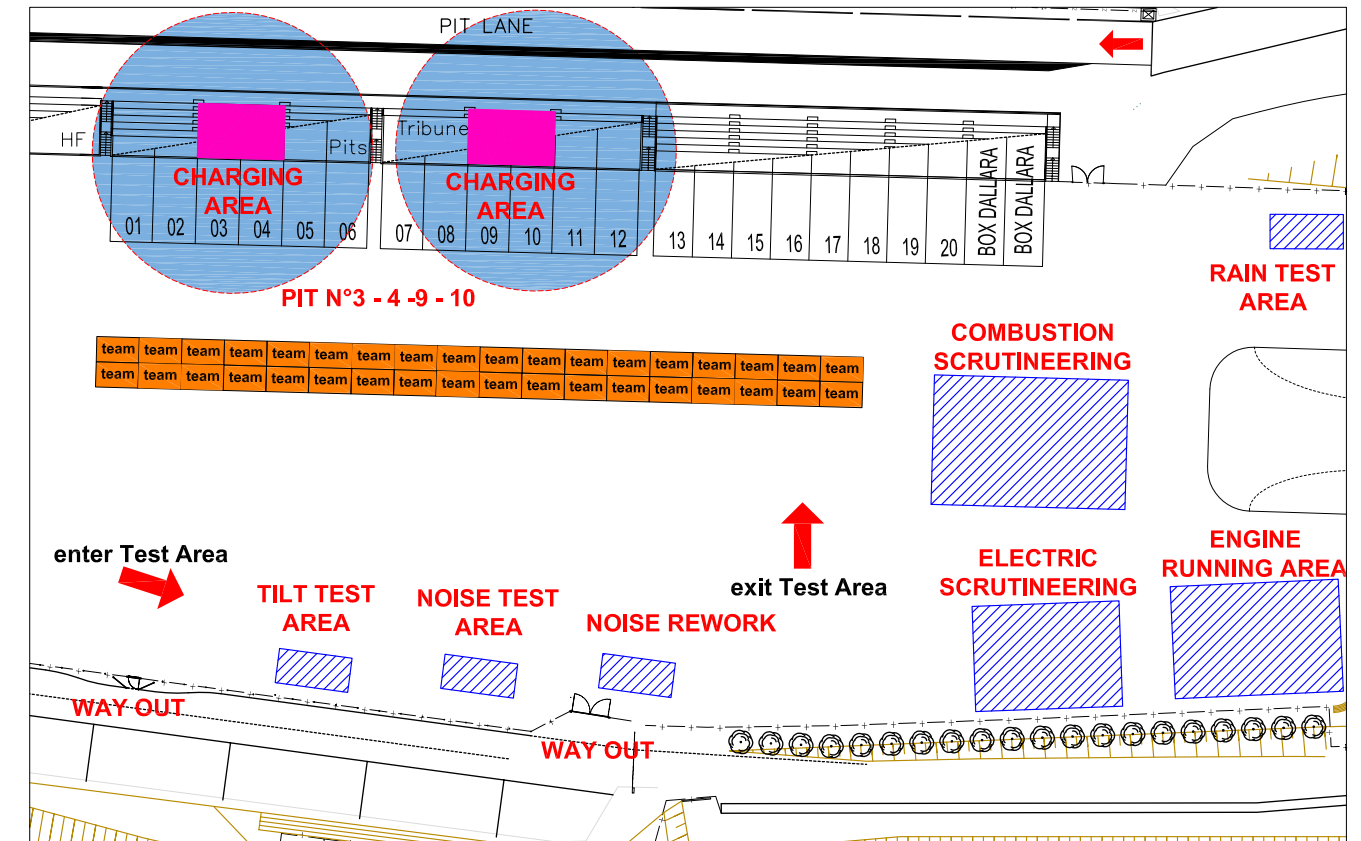 PIT LANE
HF
Pits
Tribune
CHARGING
AREA
CHARGING
AREA
01 02 03 04 05 06 07 08 09 10 11 12 13 14 15 16 17 18 19 20 BOX DALLARA BOX DALLARA
PIT N°3 - 4 -9 - 10
RAIN TEST
AREA
team team team team team team team team team team team team team team team team team team
team team team team team team team team team team team team team team team team team team
COMBUSTION
SCRUTINEERING
enter Test Area
exit Test Area
ELECTRIC
SCRUTINEERING
ENGINE
RUNNING AREA
TILT TEST
AREA
NOISE TEST
AREA
NOISE REWORK
WAY OUT
WAY OUT